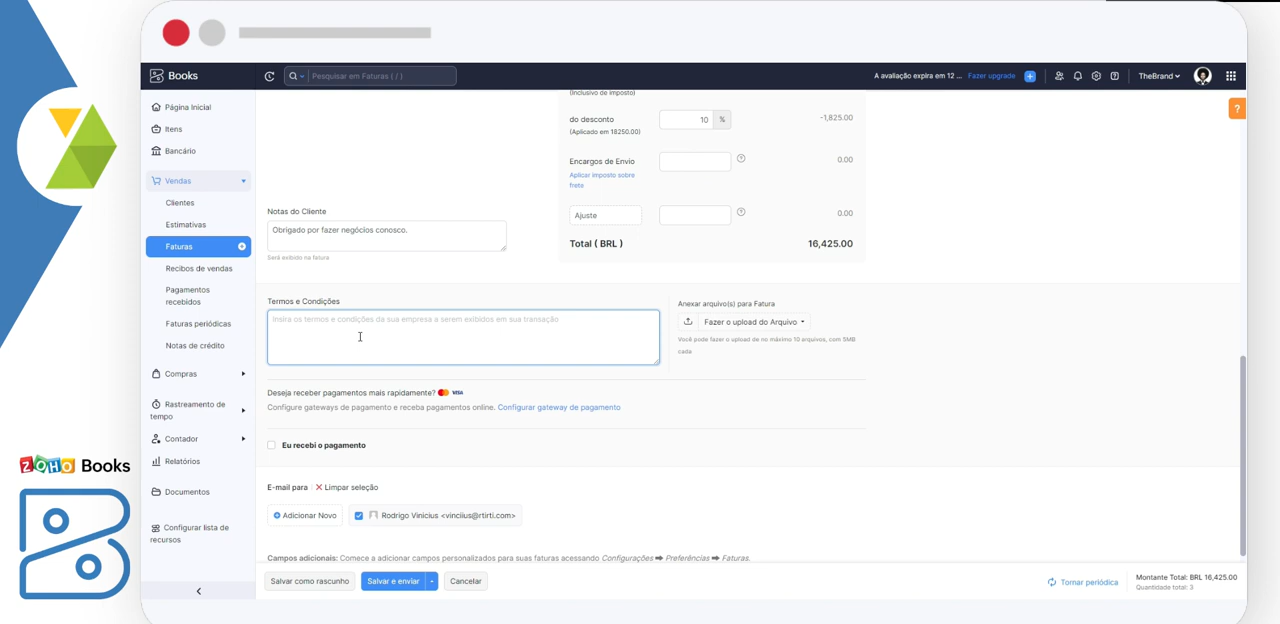 Books
Pesquisar em Faturas ( / )
A avaliação expira em 12 ... Fazer upgrade
TheBrand
Página Inicial
Itens
Bancário
Vendas
Clientes
Estimativas
Faturas
Recibos de vendas
Pagamentos
recebidos
Faturas periódicas
Notas de crédito
Compras
Rastreamento de
tempo
Contador
Relatórios
Documentos
Configurar lista de
recursos
(Inclusivo de imposto)
do desconto
10 %
-1,825.00
(Aplicado em 18250.00)
Encargos de Envio
0.00
Aplicar imposto sobre
frete
Ajuste
0.00
Total ( BRL )
16,425.00
Notas do Cliente
Obrigado por fazer negócios conosco.
Será exibido na fatura
Termos e Condições
Insira os termos e condições da sua empresa a serem exibidos em sua transação
Anexar arquivo(s) para Fatura
Fazer o upload do Arquivo
Você pode fazer o upload de no máximo 10 arquivos, com 5MB
cada
Deseja receber pagamentos mais rapidamente? VISA
Configure gateways de pagamento e receba pagamentos online. Configurar gateway de pagamento
Eu recebi o pagamento
E-mail para Limpar seleção
Adicionar Novo
Rodrigo Vinicius <vinciius@rtirti.com>
Campos adicionais: Comece a adicionar campos personalizados para suas faturas acessando Configurações ➡ Preferências ➡ Faturas.
Salvar como rascunho
Salvar e enviar
Cancelar
Tornar periódica
Montante Total: BRL 16,425.00
Quantidade total: 3
?
ZOHO Books